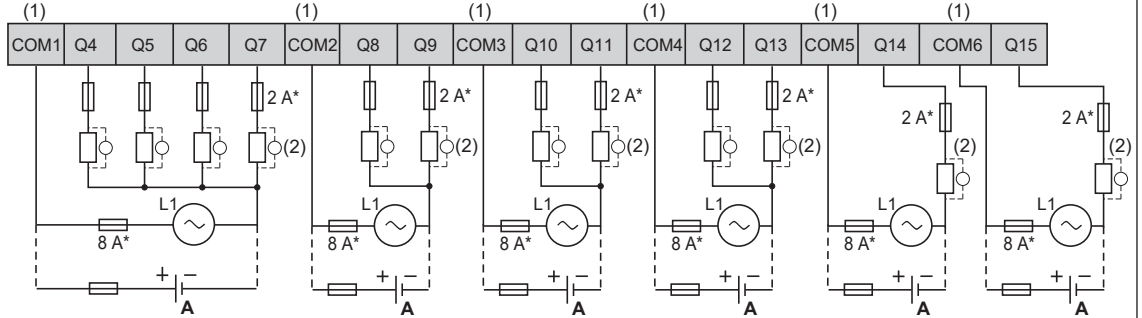 (1) (1) (1) (1) (1) (1)
COM1 Q4 Q5 Q6 Q7 COM2 Q8 Q9 COM3 Q10 Q11 COM4 Q12 Q13 COM5 Q14 COM6 Q15
2 A* 2 A* 2 A* 2 A* 2 A* 2 A*
(2) (2) (2) (2) (2) (2)
L1 L1 L1 L1 L1 L1
8 A* 8 A* 8 A* 8 A* 8 A* 8 A*
+ − + − + − + − + − + −
A A A A A A